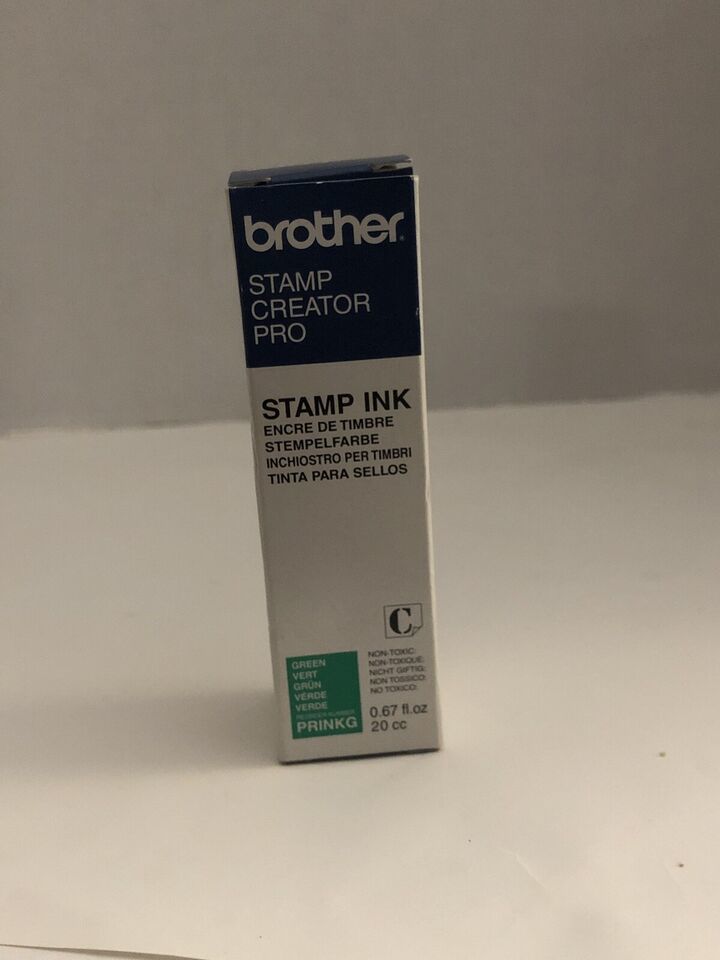 brother
STAMP
CREATOR
PRO
STAMP INK
ENCRE DE TIMBRE
STEMPELFARBE
INCHIOSTRO PER TIMBRI
TINTA PARA SELLOS
C
GREEN
VERT
GRÜN
VERDE
VERDE
REORDER NUMBER
PRINKG
NON-TOXIC:
NON-TOXIQUE:
NICHT GIFTIG:
NON TOSSICO:
NO TOXICO:
0.67 fl.oz
20 cc